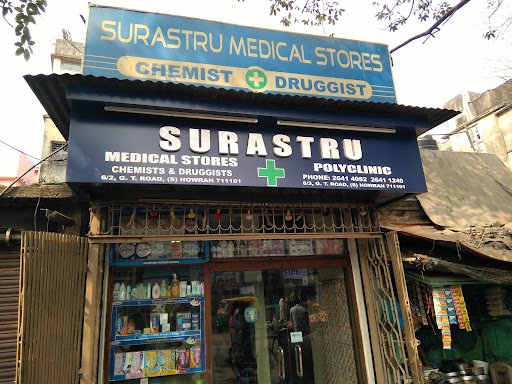 SURASTRU MEDICAL STORES
CHEMIST DRUGGIST
SURASTRU
MEDICAL STORES
CHEMISTS & DRUGGISTS
6/2, G. T. ROAD, (S) HOWRAH 711101
POLYCLINIC
PHONE: 2641 4082 2641 1240
6/3, G. T. ROAD, (S) HOWRAH 711101